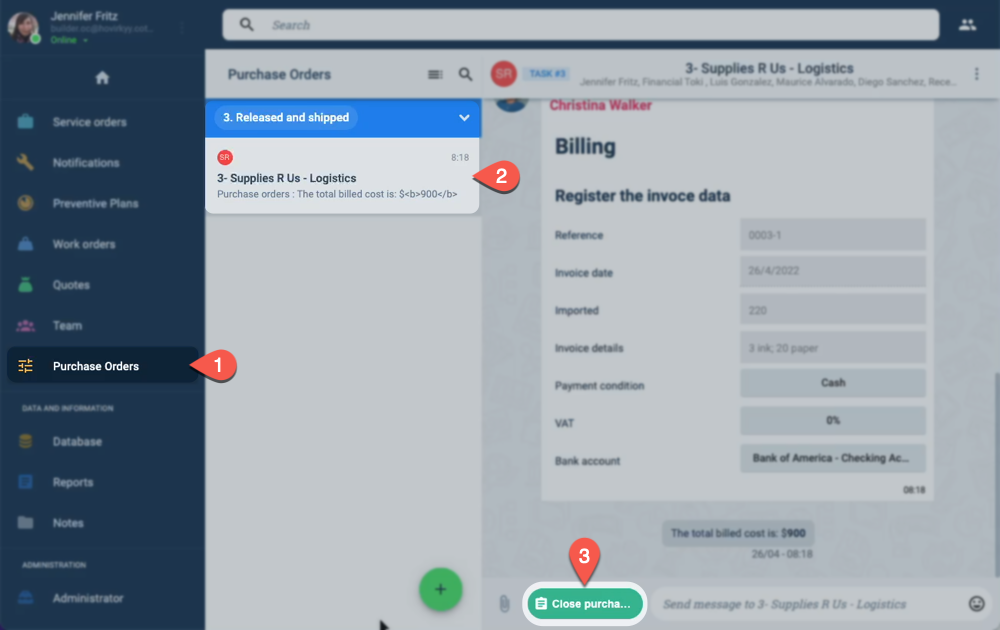 Jennifer Fritz
Online
Search
Service orders
Notifications
Preventive Plans
Work orders
Quotes
Team
Purchase Orders
1
DATA AND INFORMATION
Database
Reports
Notes
ADMINISTRATION
Administrator
Purchase Orders
3. Released and shipped
SR
8:18
3- Supplies R Us - Logistics
Purchase orders : The total billed cost is: $<b>900</b>
2
+
SR
TASK #3
3- Supplies R Us - Logistics
Jennifer Fritz, Financial Toki , Luis Gonzalez, Maurice Alvarado, Diego Sanchez, Rece...
Christina Walker
Billing
Register the invoce data
Reference
0003-1
Invoice date
26/4/2022
Imported
220
Invoice details
3 ink; 20 paper
Payment condition
Cash
VAT
0%
Bank account
Bank of America - Checking Ac...
08:18
The total billed cost is: $900
26/04 - 08:18
3
Close purcha...
Send message to 3- Supplies R Us - Logistics